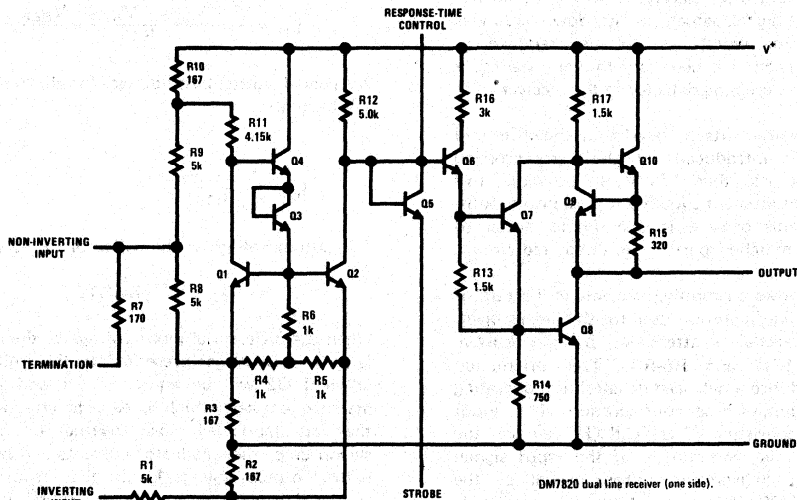 RESPONSE-TIME
CONTROL
V+
R10
167
R11
4.15k
R12
5.0k
R16
3k
R17
1.5k
R9
5k
Q4
Q6
Q10
Q3
Q5
Q7
Q9
NON-INVERTING
INPUT
Q1
Q2
R15
320
R8
5k
R13
1.5k
OUTPUT
R7
170
R6
1k
Q8
TERMINATION
R4
1k
R5
1k
R14
750
R3
167
GROUND
R2
167
R1
5k
INVERTING
STROBE
DM7820 dual line receiver (one side).